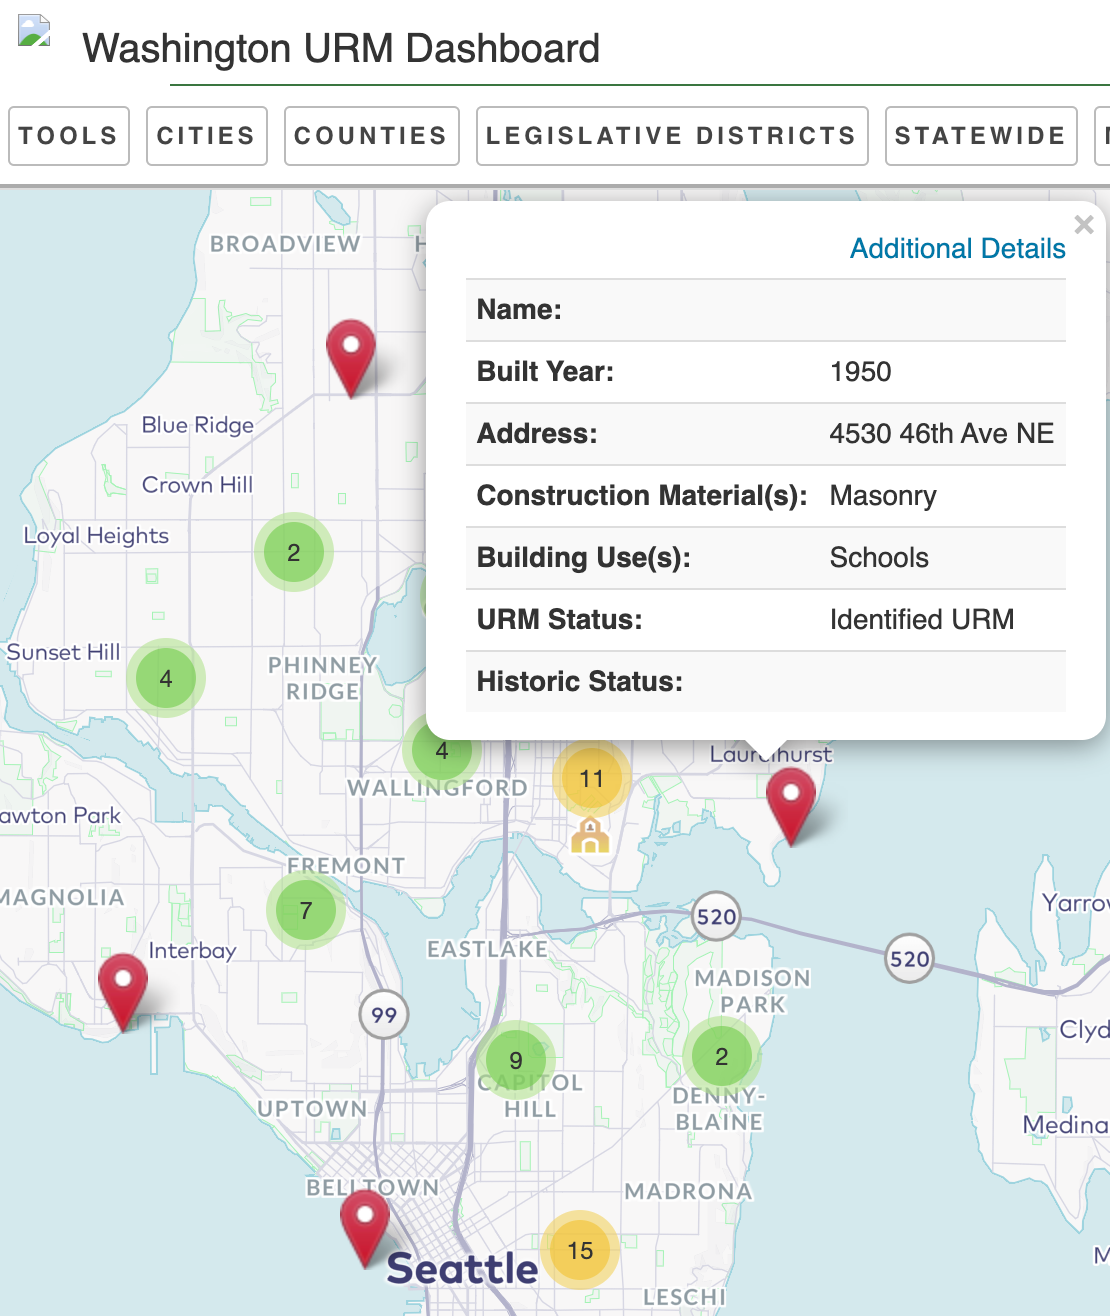 Washington URM Dashboard
TOOLS
CITIES
COUNTIES
LEGISLATIVE DISTRICTS
STATEWIDE
BROADVIEW
Additional Details
×
Name:
Built Year: 1950
Address: 4530 46th Ave NE
Construction Material(s): Masonry
Building Use(s): Schools
URM Status: Identified URM
Historic Status:
Blue Ridge
Crown Hill
Loyal Heights
2
Sunset Hill
4
PHINNEY
RIDGE
4
Laurelhurst
11
WALLINGFORD
awton Park
FREMONT
MAGNOLIA
7
Yarrov
520
Interbay
EASTLAKE
520
MADISON
PARK
99
Clyd
9
2
CAPITOL
HILL
DENNY-
BLAINE
UPTOWN
Medina
BELLTOWN
MADRONA
15
Seattle
LESCHI